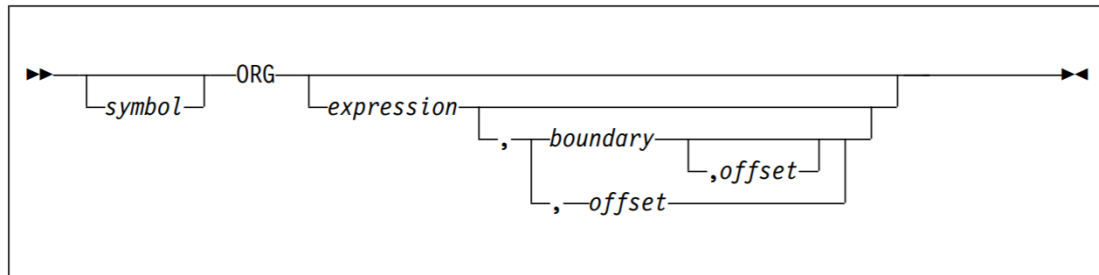 ORG
symbol expression
, boundary
,offset
, offset